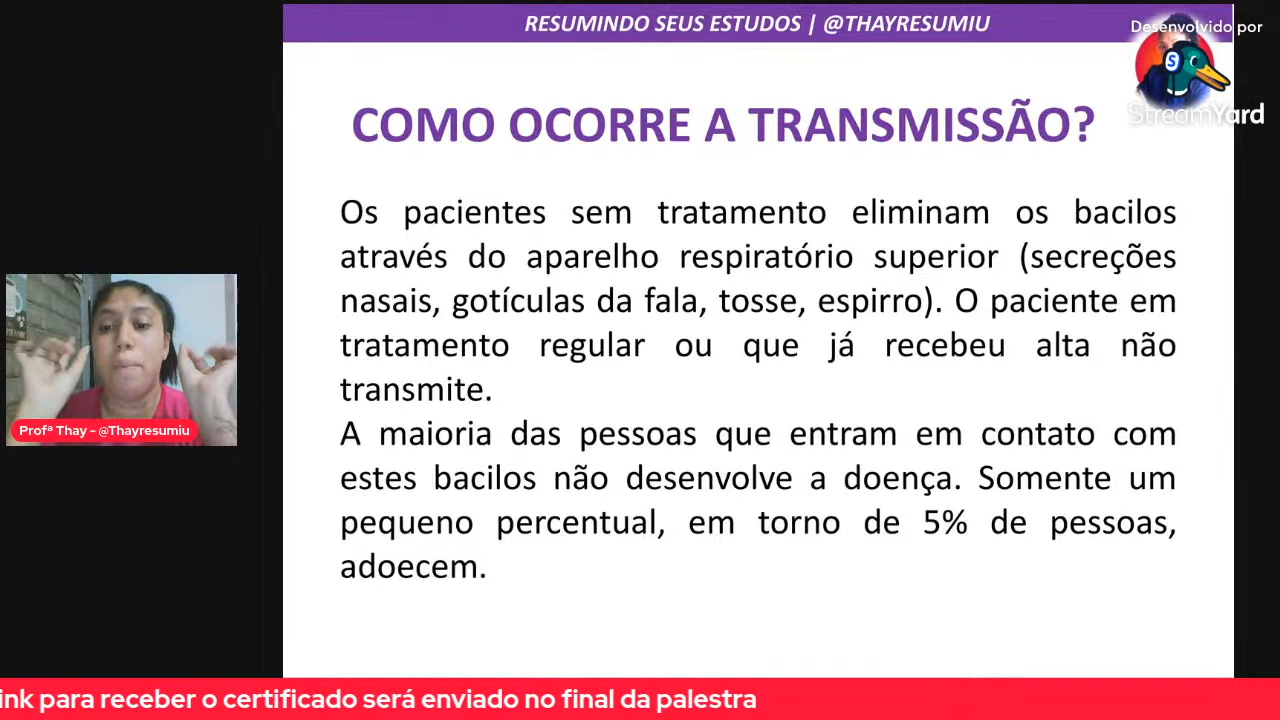 RESUMINDO SEUS ESTUDOS | @THAYRESUMIU
Desenvolvido por
StreamYard
COMO OCORRE A TRANSMISSÃO?
Os pacientes sem tratamento eliminam os bacilos
através do aparelho respiratório superior (secreções
nasais, gotículas da fala, tosse, espirro). O paciente em
tratamento regular ou que já recebeu alta não
transmite.
A maioria das pessoas que entram em contato com
estes bacilos não desenvolve a doença. Somente um
pequeno percentual, em torno de 5% de pessoas,
adoecem.
Profª Thay - @Thayresumiu
ink para receber o certificado será enviado no final da palestra